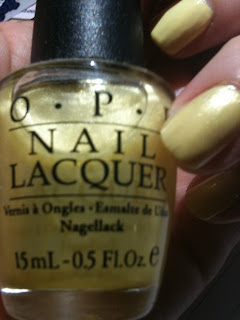 O·P·I
NAIL
LACQUER
Vernis à Ongles • Esmalte de Uñas
Nagellack
15 mL - 0.5 Fl. Oz. e